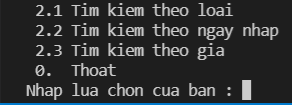 2.1 Tim kiem theo loai
2.2 Tim kiem theo ngay nhap
2.3 Tim kiem theo gia
0. Thoat
Nhap lua chon cua ban :